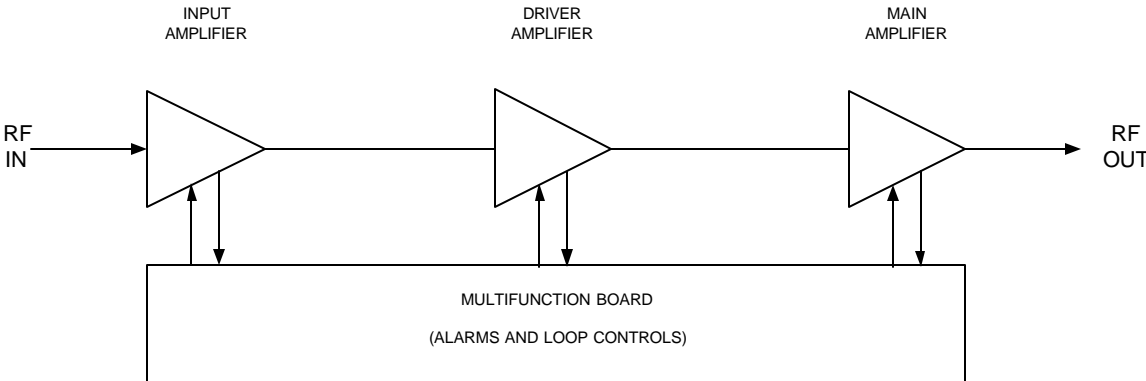 INPUT
AMPLIFIER
DRIVER
AMPLIFIER
MAIN
AMPLIFIER
RF
IN
RF
OUT
MULTIFUNCTION BOARD
(ALARMS AND LOOP CONTROLS)